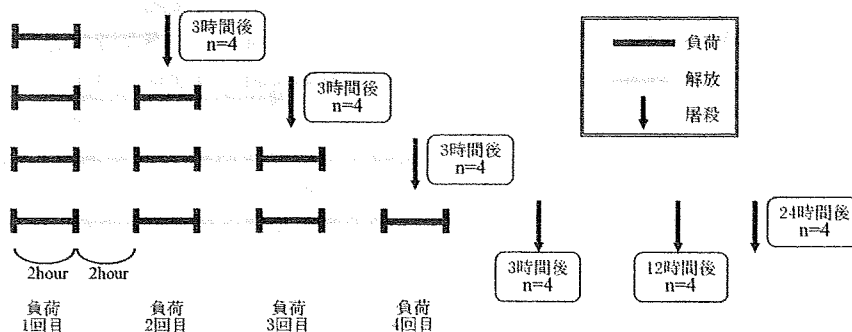 3時間後
n=4
負荷
解放
屠殺
3時間後
n=4
3時間後
n=4
24時間後
n=4
2hour
2hour
3時間後
n=4
12時間後
n=4
負荷
1回目
負荷
2回目
負荷
3回目
負荷
4回目